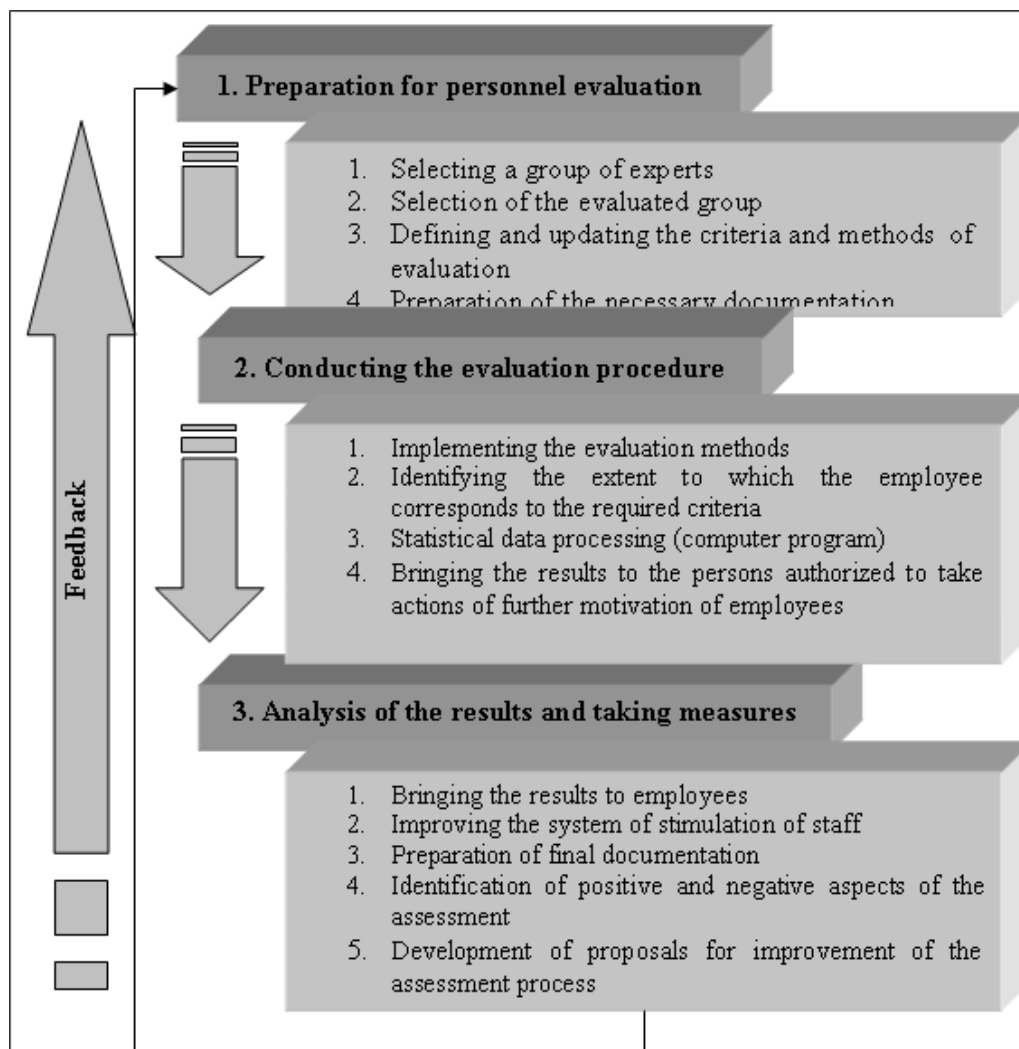 1. Preparation for personnel evaluation
1. Selecting a group of experts
2. Selection of the evaluated group
3. Defining and updating the criteria and methods of
evaluation
4. Preparation of the necessary documentation
2. Conducting the evaluation procedure
1. Implementing the evaluation methods
2. Identifying the extent to which the employee
corresponds to the required criteria
3. Statistical data processing (computer program)
4. Bringing the results to the persons authorized to take
actions of further motivation of employees
Feedback
3. Analysis of the results and taking measures
1. Bringing the results to employees
2. Improving the system of stimulation of staff
3. Preparation of final documentation
4. Identification of positive and negative aspects of the
assessment
5. Development of proposals for improvement of the
assessment process